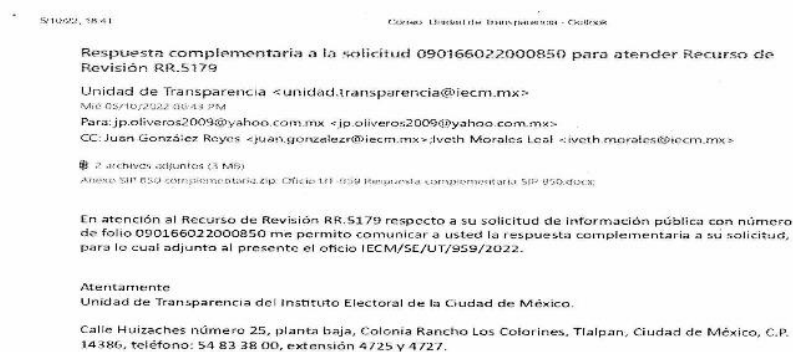 5/10/22, 18:41 Correo: Unidad de Transparencia - Outlook
Respuesta complementaria a la solicitud 090166022000850 para atender Recurso de
Revisión RR.5179
Unidad de Transparencia <unidad.transparencia@iecm.mx>
Mié 05/10/2022 06:43 PM
Para: jp.oliveros2009@yahoo.com.mx <jp.oliveros2009@yahoo.com.mx>
CC: Juan González Reyes <juan.gonzalezr@iecm.mx>;Iveth Morales Leal <iveth.morales@iecm.mx>
2 archivos adjuntos (3 MB)
Anexo SIP 850 complementaria.zip; Oficio UT-959 Respuesta complementaria SIP 850.docx;
En atención al Recurso de Revisión RR.5179 respecto a su solicitud de información pública con número
de folio 090166022000850 me permito comunicar a usted la respuesta complementaria a su solicitud,
para lo cual adjunto al presente el oficio IECM/SE/UT/959/2022.
Atentamente
Unidad de Transparencia del Instituto Electoral de la Ciudad de México.
Calle Huizaches número 25, planta baja, Colonia Rancho Los Colorines, Tlalpan, Ciudad de México, C.P.
14386, teléfono: 54 83 38 00, extensión 4725 y 4727.